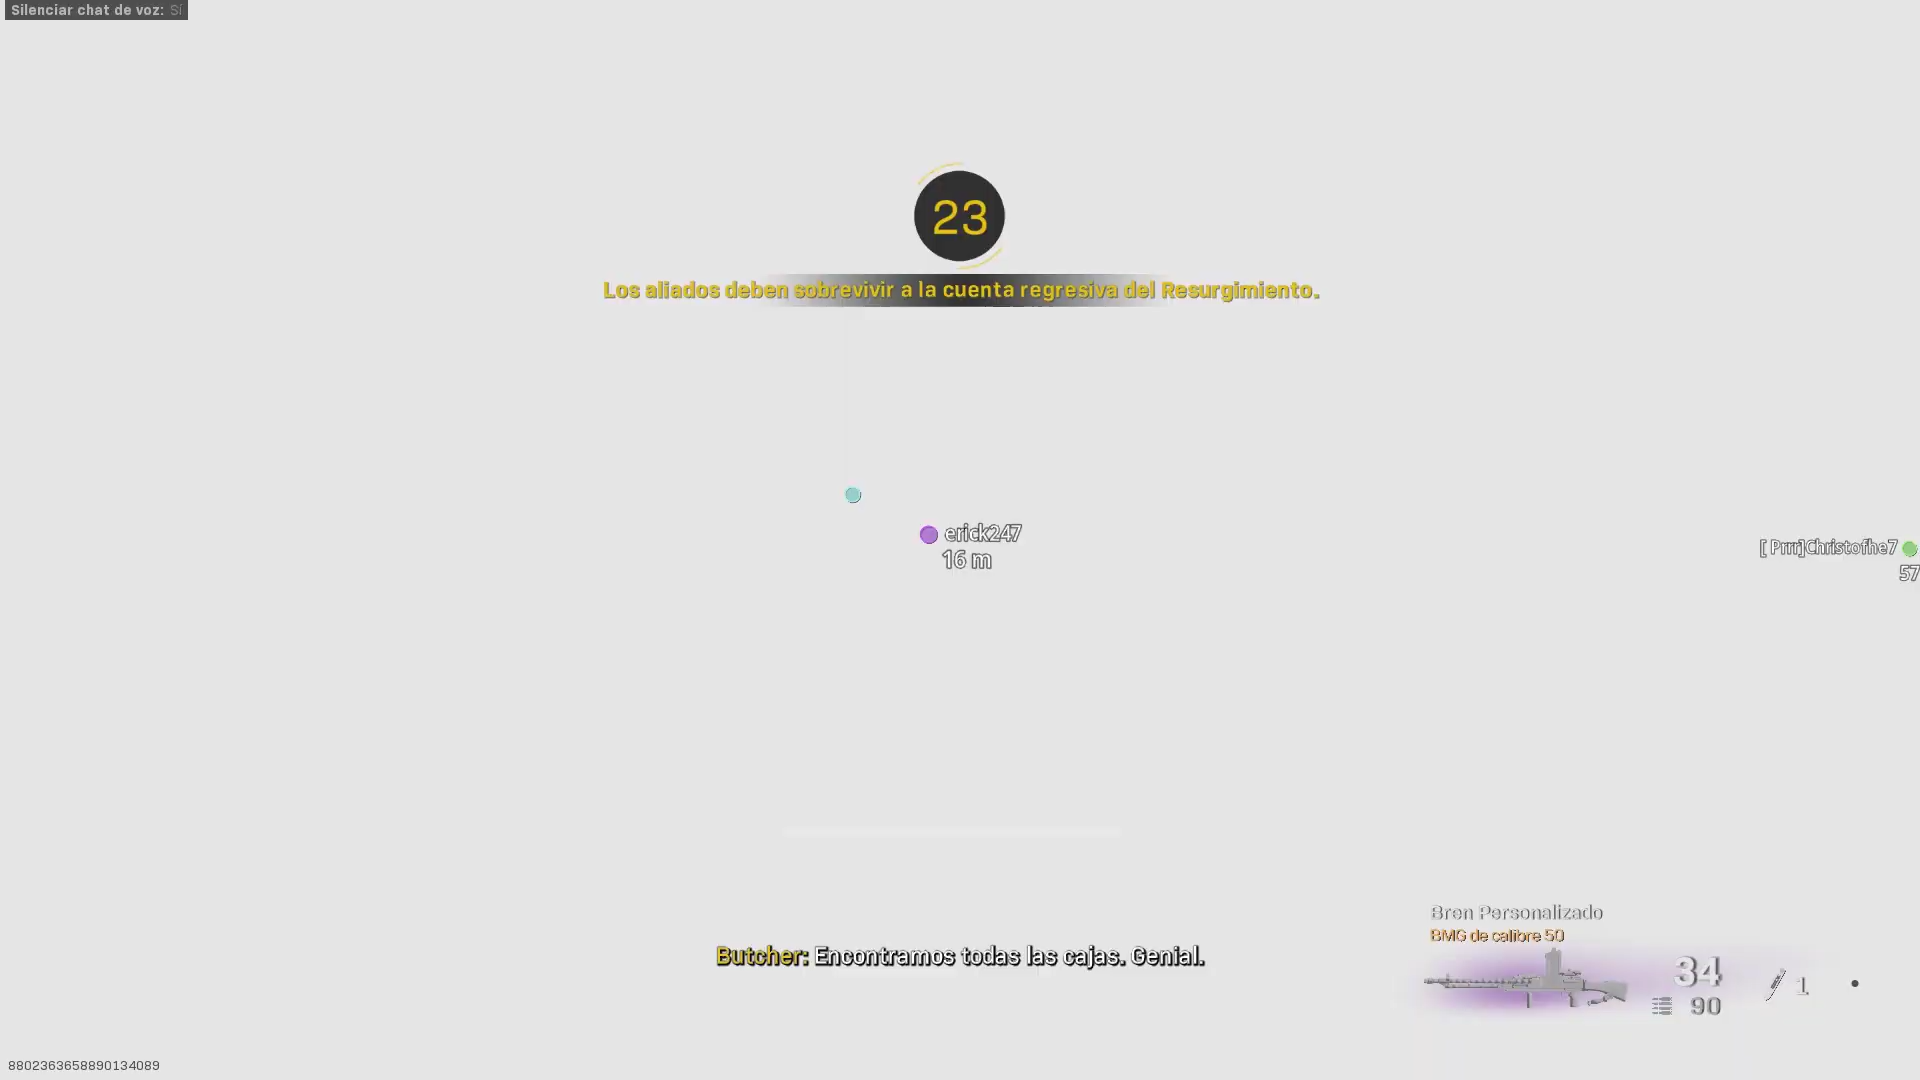 Silenciar chat de voz: Sí
23
Los aliados deben sobrevivir a la cuenta regresiva del Resurgimiento.
erick247
16 m
[ Prrr]Christofhe7
57
Bren Personalizado
BMG de calibre 50
34
90
1
Butcher: Encontramos todas las cajas. Genial.
8802363658890134089